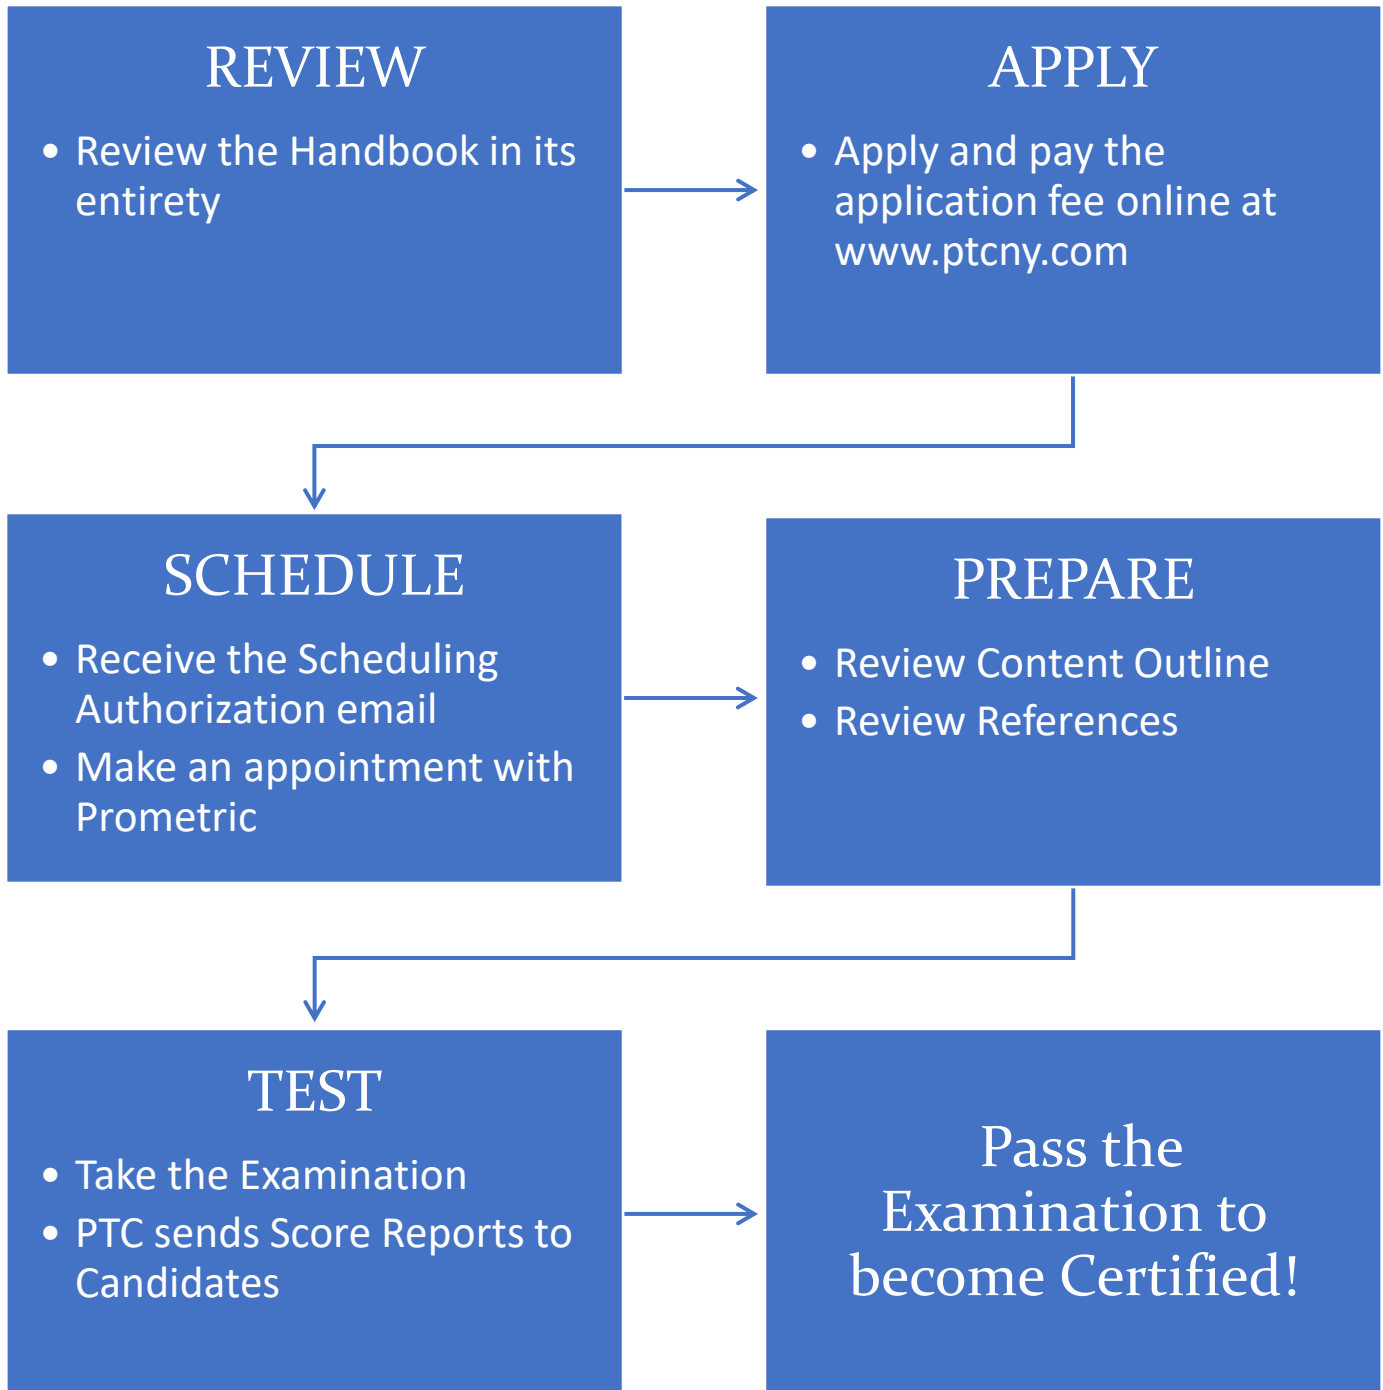 REVIEW
• Review the Handbook in its
entirety
APPLY
• Apply and pay the
application fee online at
www.ptcny.com
SCHEDULE
• Receive the Scheduling
Authorization email
• Make an appointment with
Prometric
PREPARE
• Review Content Outline
• Review References
TEST
• Take the Examination
• PTC sends Score Reports to
Candidates
Pass the
Examination to
become Certified!